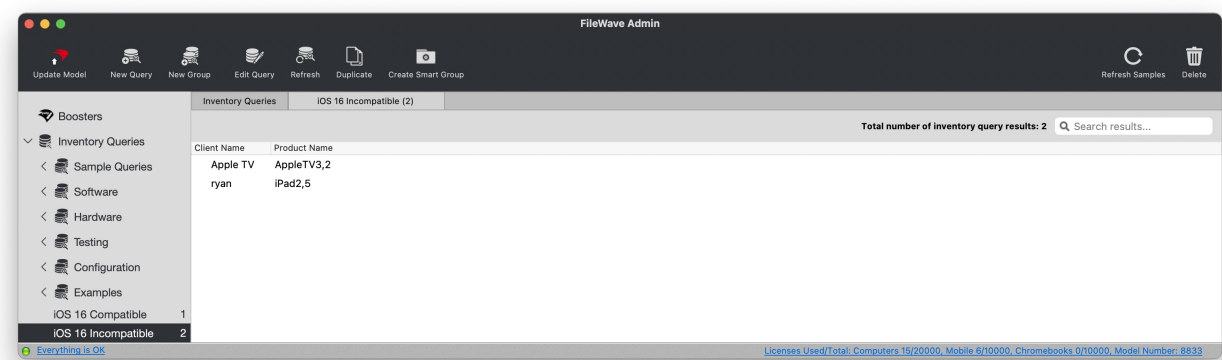 FileWave Admin
Update Model New Query New Group Edit Query Refresh Duplicate Create Smart Group Refresh Samples Delete
Inventory Queries iOS 16 Incompatible (2)
Boosters
Total number of inventory query results: 2 Search results...
Inventory Queries
Client Name Product Name
Sample Queries Apple TV AppleTV3,2
Software ryan iPad2,5
Hardware
Testing
Configuration
Examples
iOS 16 Compatible 1
iOS 16 Incompatible 2
Everything is OK Licenses Used/Total: Computers 15/20000, Mobile 6/10000, Chromebooks 0/10000, Model Number: 8833